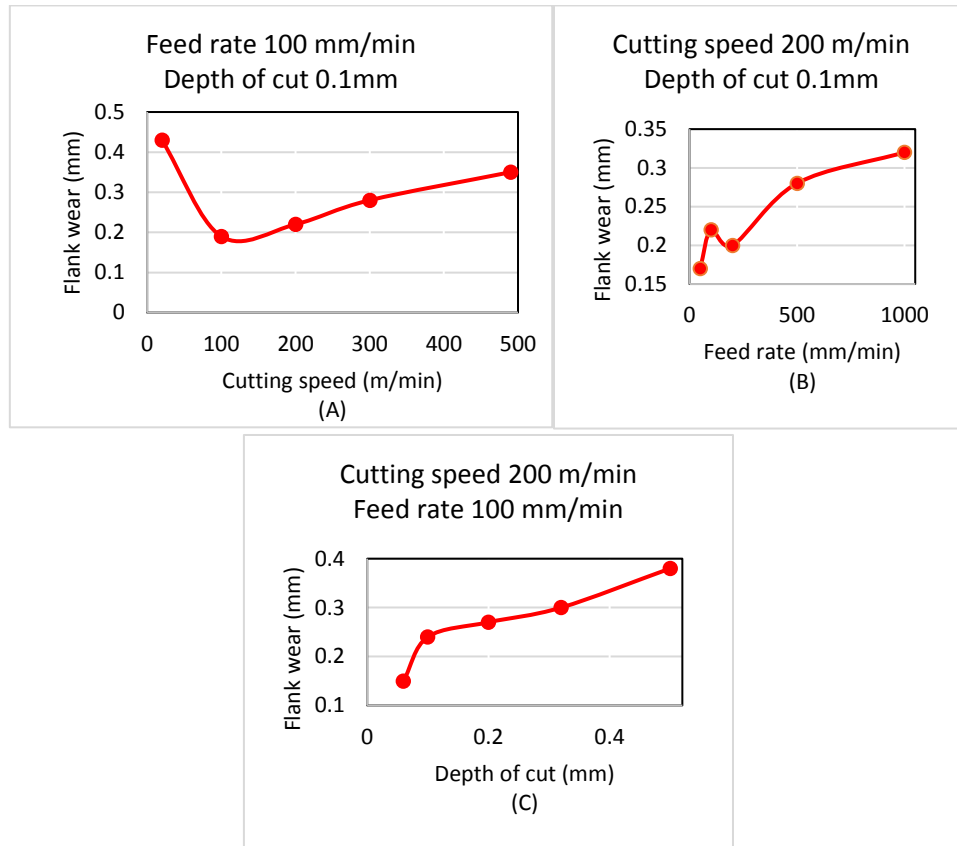 Feed rate 100 mm/min
Depth of cut 0.1mm
0.5
0.4
0.3
0.2
0.1
0
Flank wear (mm)
0 100 200 300 400 500
Cutting speed (m/min)
(A)
Cutting speed 200 m/min
Depth of cut 0.1mm
0.35
0.3
0.25
0.2
0.15
Flank wear (mm)
0 500 1000
Feed rate (mm/min)
(B)
Cutting speed 200 m/min
Feed rate 100 mm/min
0.4
0.3
0.2
0.1
Flank wear (mm)
0 0.2 0.4
Depth of cut (mm)
(C)